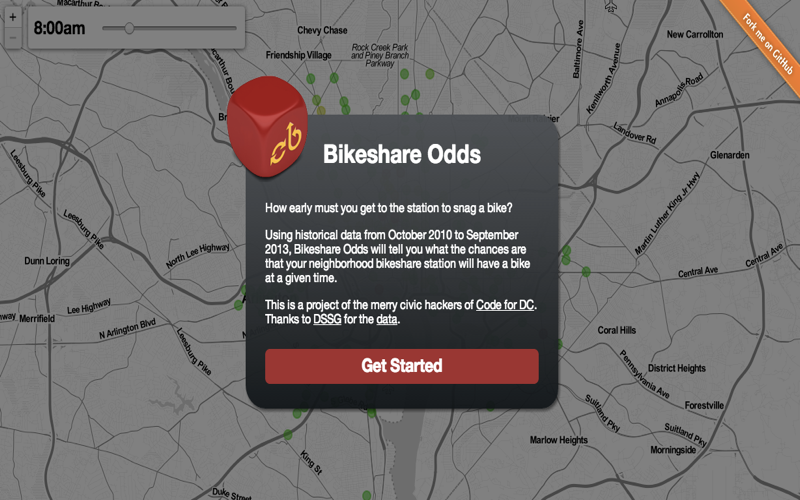 Macarthur Bou
+
−
8:00am
Chevy Chase
Friendship Village
Rock Creek Park
and Piney Branch
Parkway
Baltimore Ave
Kenilworth Avenue
New Carrollton
Fork me on GitHub
Annapolis Road
Landover Rd
Glenarden
Martin Luther King Jr Hwy
Bikeshare Odds
How early must you get to the station to snag a bike?
Using historical data from October 2010 to September
2013, Bikeshare Odds will tell you what the chances are
that your neighborhood bikeshare station will have a bike
at a given time.
This is a project of the merry civic hackers of Code for DC.
Thanks to DSSG for the data.
Get Started
Leesburg Pike
Leesburg Pike
North Lee Highway
Dunn Loring
Central Ave
Central Ave
Lee Highway
Merrifield
N Arlington Blvd
Leesburg Pike
Coral Hills
Pennsylvania Ave
District Heights
Forestville
Suitland Pky
Suitland Pky
Marlow Heights
Morningside
King St
Duke Street